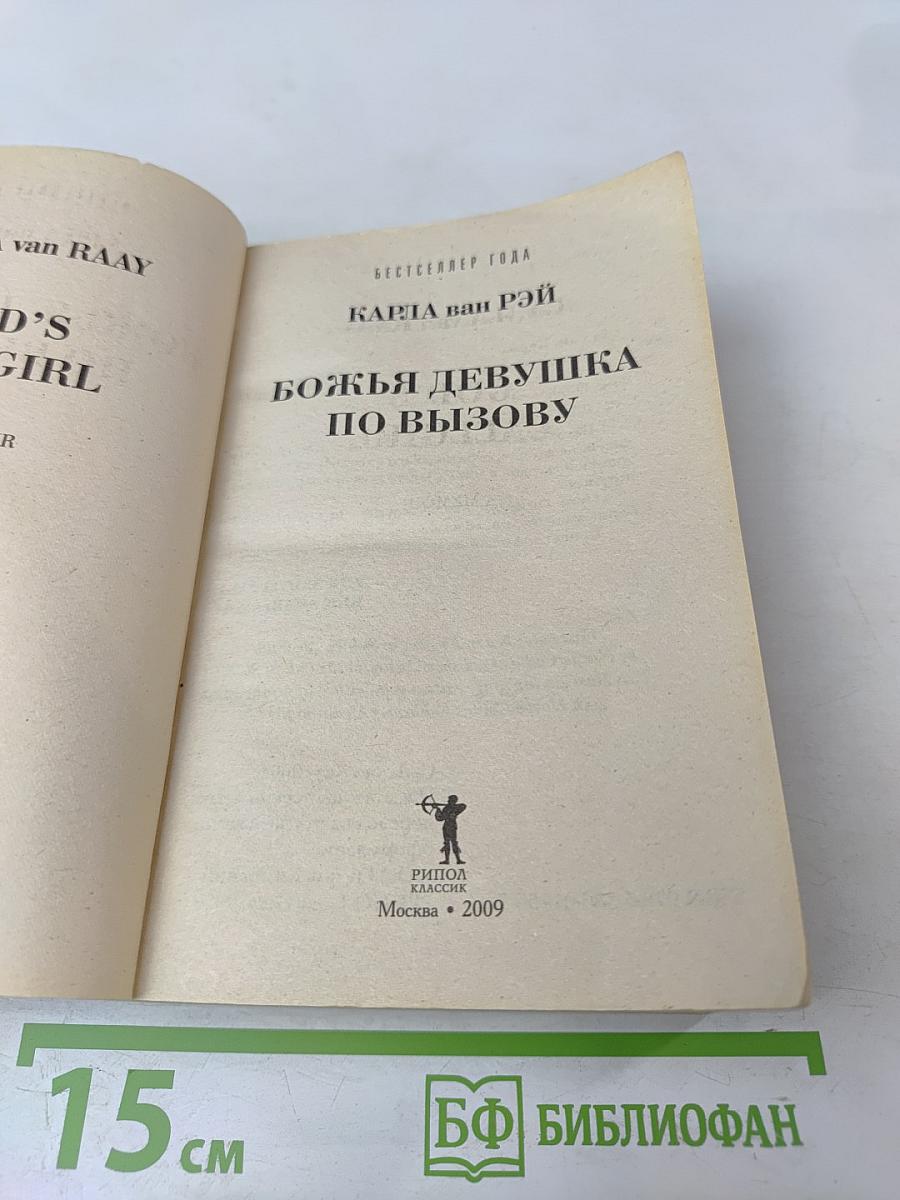 van RAAY
D'S
GIRL
R
БЕСТСЕЛЛЕР ГОДА
КАРЛА ван РЭЙ
БОЖЬЯ ДЕВУШКА
ПО ВЫЗОВУ
РИПОЛ
КЛАССИК
Москва • 2009
15 см
БФ БИБЛИОФАН